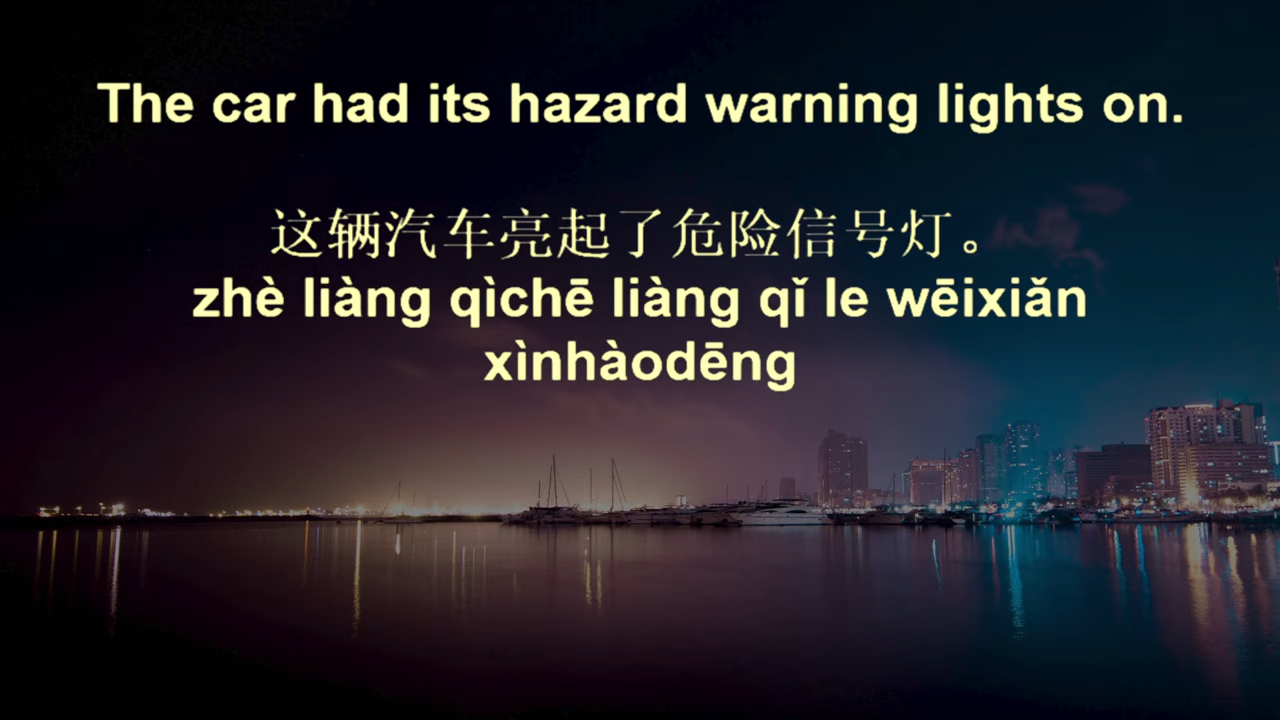 The car had its hazard warning lights on.
这辆汽车亮起了危险信号灯。
zhè liàng qìchē liàng qǐ le wēixiǎn
xìnhàodēng